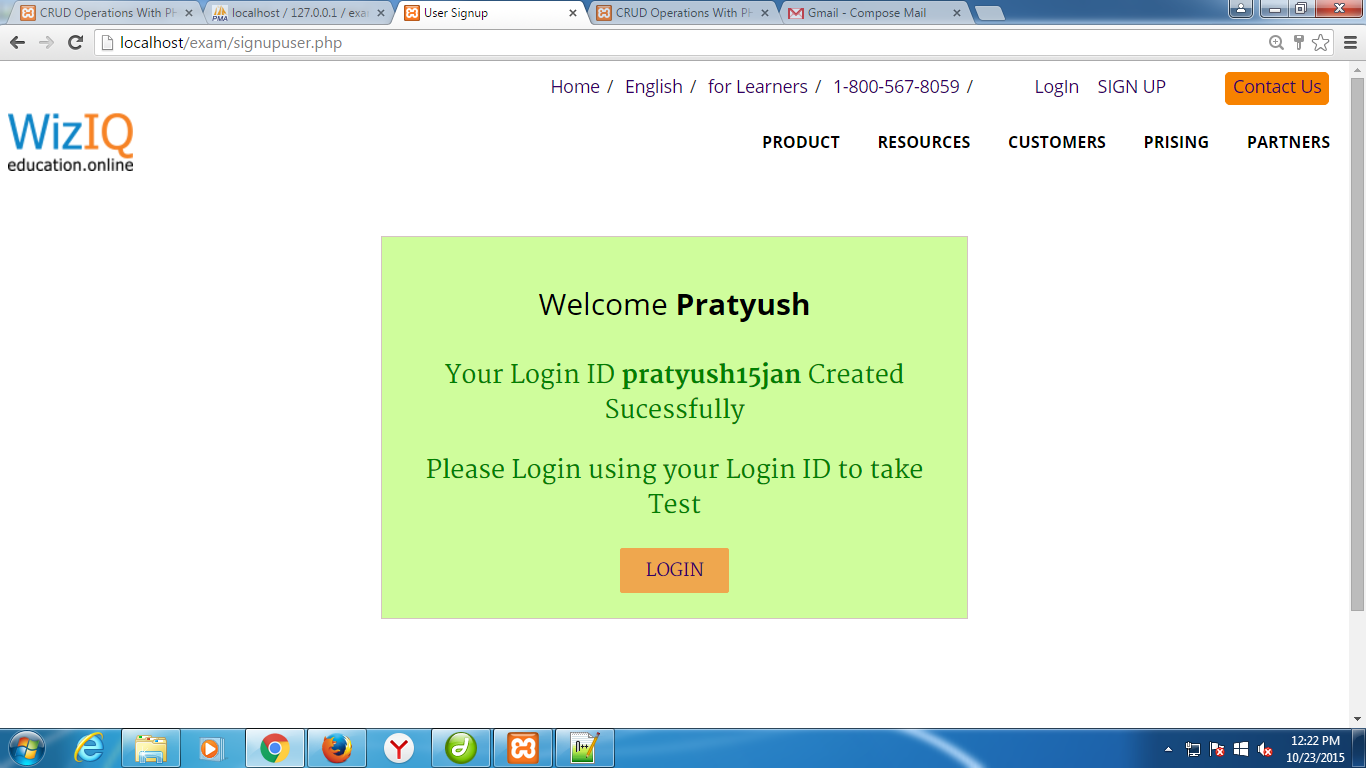 CRUD Operations With PH
localhost / 127.0.0.1 / exa
User Signup
CRUD Operations With PH
Gmail - Compose Mail
localhost/exam/signupuser.php
Home / English / for Learners / 1-800-567-8059 / LogIn SIGN UP Contact Us
WizIQ
education.online
PRODUCT RESOURCES CUSTOMERS PRISING PARTNERS
Welcome Pratyush
Your Login ID pratyush15jan Created
Sucessfully
Please Login using your Login ID to take
Test
LOGIN
12:22 PM
10/23/2015